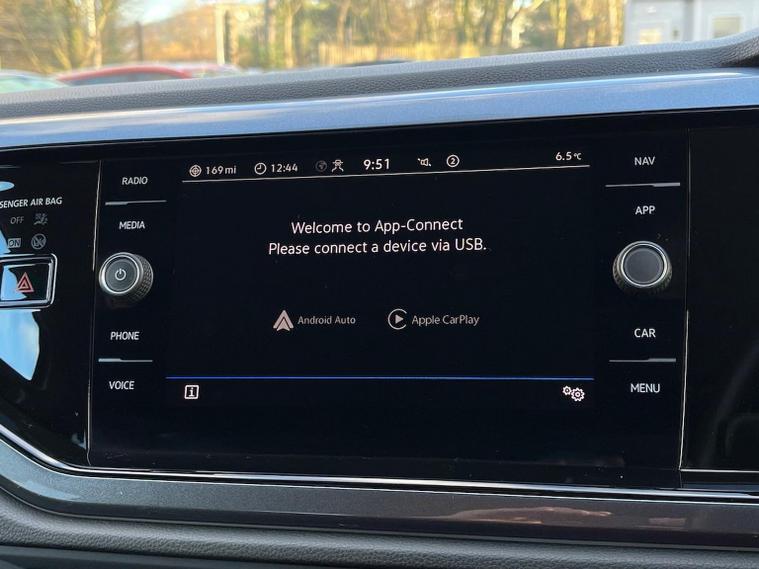 SENGER AIR BAG
OFF
ON
RADIO
MEDIA
PHONE
VOICE
169 mi
12:44
9:51
2
6.5°C
Welcome to App-Connect
Please connect a device via USB.
Android Auto
Apple CarPlay
i
NAV
APP
CAR
MENU